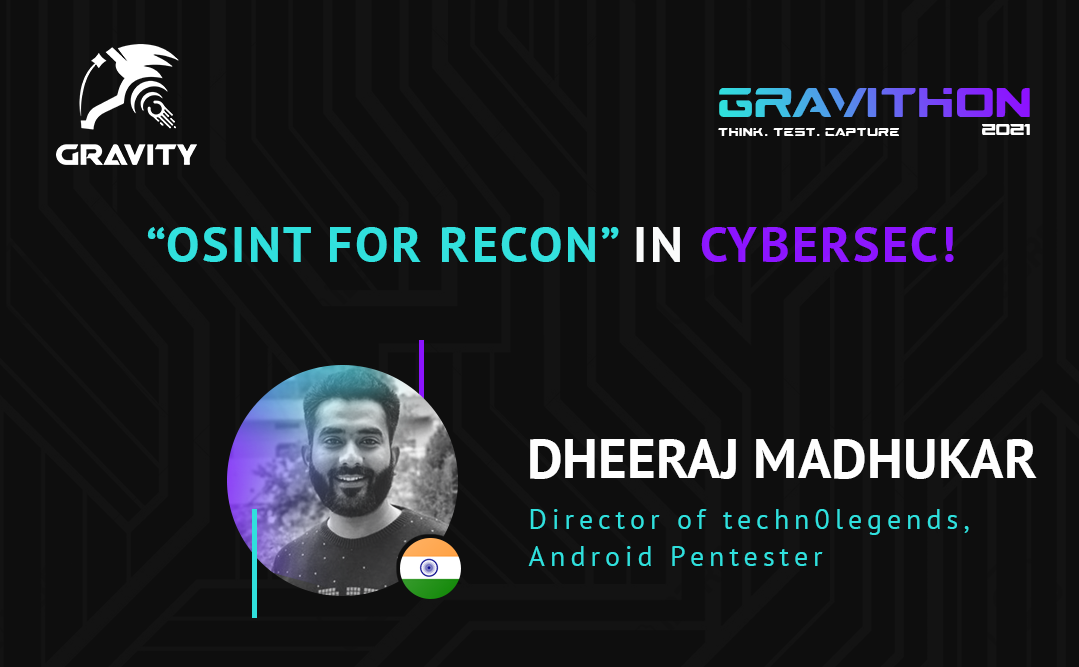 GRAVITY
GRAVITHON
THINK. TEST. CAPTURE
2021
“OSINT FOR RECON” IN CYBERSEC!
DHEERAJ MADHUKAR
Director of techn0legends,
Android Pentester